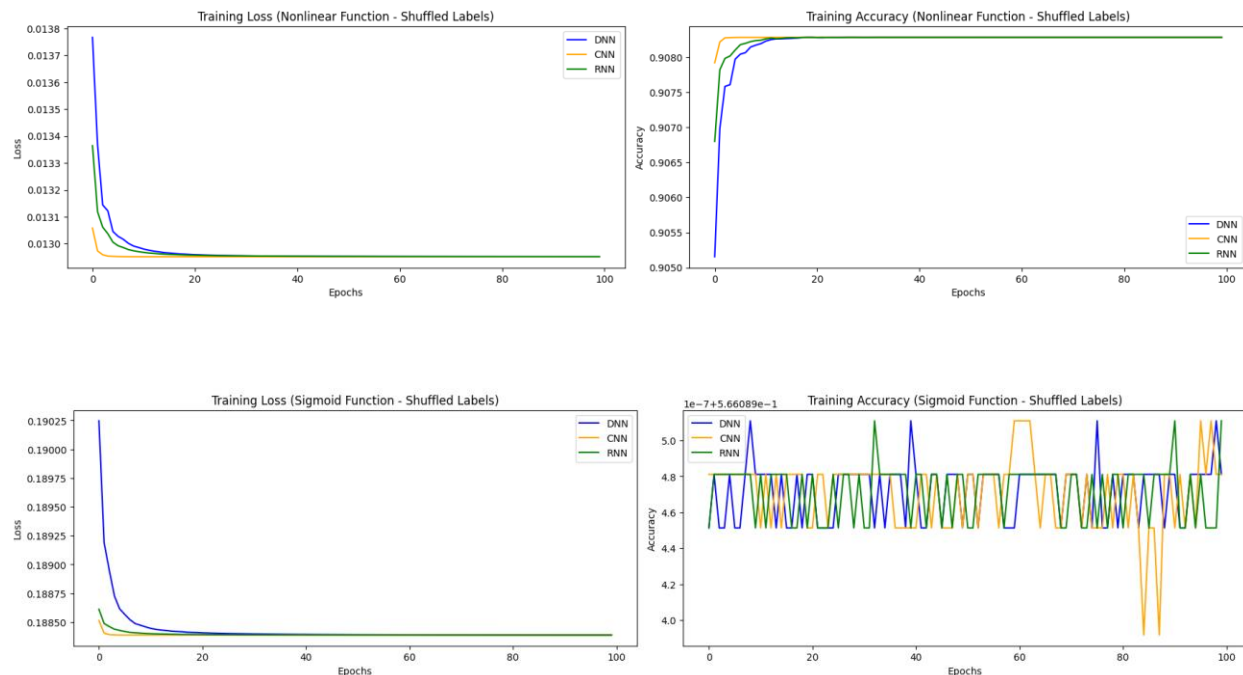 Training Loss (Nonlinear Function - Shuffled Labels)
0.0138
0.0137
0.0136
0.0135
0.0134
0.0133
0.0132
0.0131
0.0130
Loss
DNN
CNN
RNN
0
20
40
60
80
100
Epochs
Training Accuracy (Nonlinear Function - Shuffled Labels)
0.9080
0.9075
0.9070
0.9065
0.9060
0.9055
0.9050
Accuracy
DNN
CNN
RNN
0
20
40
60
80
100
Epochs
Training Loss (Sigmoid Function - Shuffled Labels)
0.19025
0.19000
0.18975
0.18950
0.18925
0.18900
0.18875
0.18850
Loss
DNN
CNN
RNN
0
20
40
60
80
100
Epochs
1e-7+5.66089e-1
Training Accuracy (Sigmoid Function - Shuffled Labels)
5.0
4.8
4.6
4.4
4.2
4.0
Accuracy
DNN
CNN
RNN
0
20
40
60
80
100
Epochs